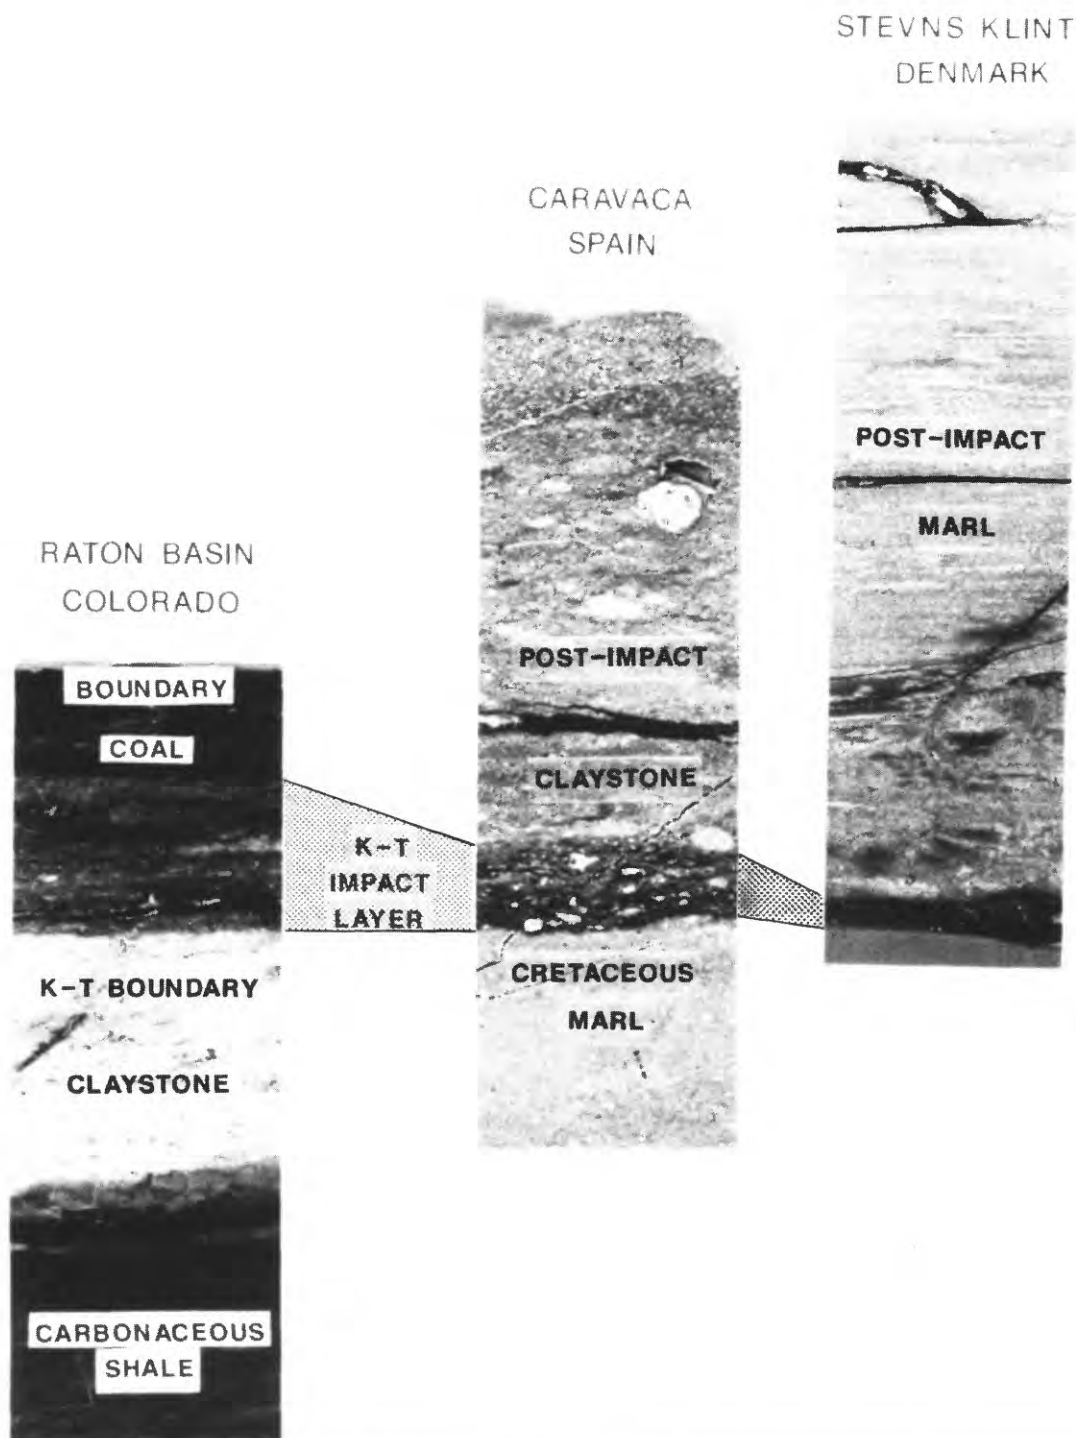 STEVNS KLINT
DENMARK
CARAVACA
SPAIN
POST-IMPACT
MARL
RATON BASIN
COLORADO
POST-IMPACT
BOUNDARY
COAL
CLAYSTONE
K-T
IMPACT
LAYER
K-T BOUNDARY
CLAYSTONE
CRETACEOUS
MARL
CARBONACEOUS
SHALE